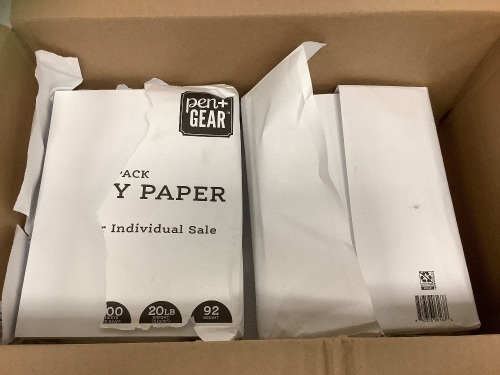 pen+
GEAR
PACK
Y PAPER
Individual Sale
00
20LB
92